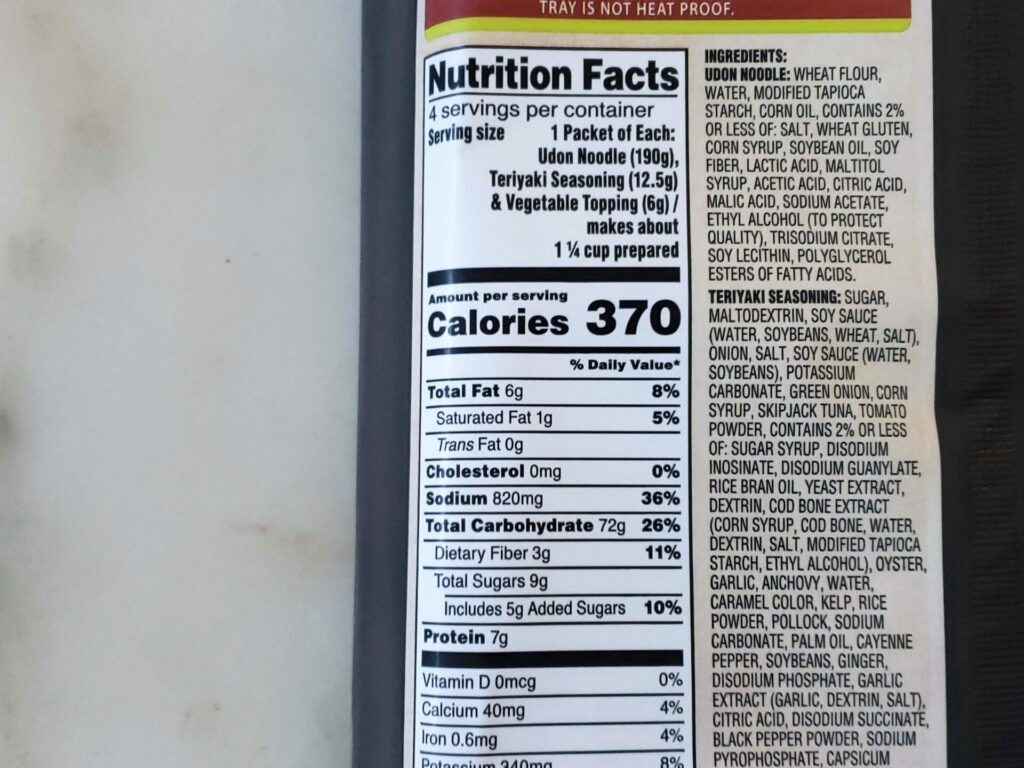 TRAY IS NOT HEAT PROOF.
Nutrition Facts
4 servings per container
Serving size 1 Packet of Each:
Udon Noodle (190g),
Teriyaki Seasoning (12.5g)
& Vegetable Topping (6g) /
makes about
1 ¼ cup prepared
Amount per serving
Calories 370
% Daily Value*
Total Fat 6g 8%
Saturated Fat 1g 5%
Trans Fat 0g
Cholesterol 0mg 0%
Sodium 820mg 36%
Total Carbohydrate 72g 26%
Dietary Fiber 3g 11%
Total Sugars 9g
Includes 5g Added Sugars 10%
Protein 7g
Vitamin D 0mcg 0%
Calcium 40mg 4%
Iron 0.6mg 4%
Potassium 340mg 8%
INGREDIENTS:
UDON NOODLE: WHEAT FLOUR,
WATER, MODIFIED TAPIOCA
STARCH, CORN OIL, CONTAINS 2%
OR LESS OF: SALT, WHEAT GLUTEN,
CORN SYRUP, SOYBEAN OIL, SOY
FIBER, LACTIC ACID, MALTITOL
SYRUP, ACETIC ACID, CITRIC ACID,
MALIC ACID, SODIUM ACETATE,
ETHYL ALCOHOL (TO PROTECT
QUALITY), TRISODIUM CITRATE,
SOY LECITHIN, POLYGLYCEROL
ESTERS OF FATTY ACIDS.
TERIYAKI SEASONING: SUGAR,
MALTODEXTRIN, SOY SAUCE
(WATER, SOYBEANS, WHEAT, SALT),
ONION, SALT, SOY SAUCE (WATER,
SOYBEANS), POTASSIUM
CARBONATE, GREEN ONION, CORN
SYRUP, SKIPJACK TUNA, TOMATO
POWDER, CONTAINS 2% OR LESS
OF: SUGAR SYRUP, DISODIUM
INOSINATE, DISODIUM GUANYLATE,
RICE BRAN OIL, YEAST EXTRACT,
DEXTRIN, COD BONE EXTRACT
(CORN SYRUP, COD BONE, WATER,
DEXTRIN, SALT, MODIFIED TAPIOCA
STARCH, ETHYL ALCOHOL), OYSTER,
GARLIC, ANCHOVY, WATER,
CARAMEL COLOR, KELP, RICE
POWDER, POLLOCK, SODIUM
CARBONATE, PALM OIL, CAYENNE
PEPPER, SOYBEANS, GINGER,
DISODIUM PHOSPHATE, GARLIC
EXTRACT (GARLIC, DEXTRIN, SALT),
CITRIC ACID, DISODIUM SUCCINATE,
BLACK PEPPER POWDER, SODIUM
PYROPHOSPHATE, CAPSICUM